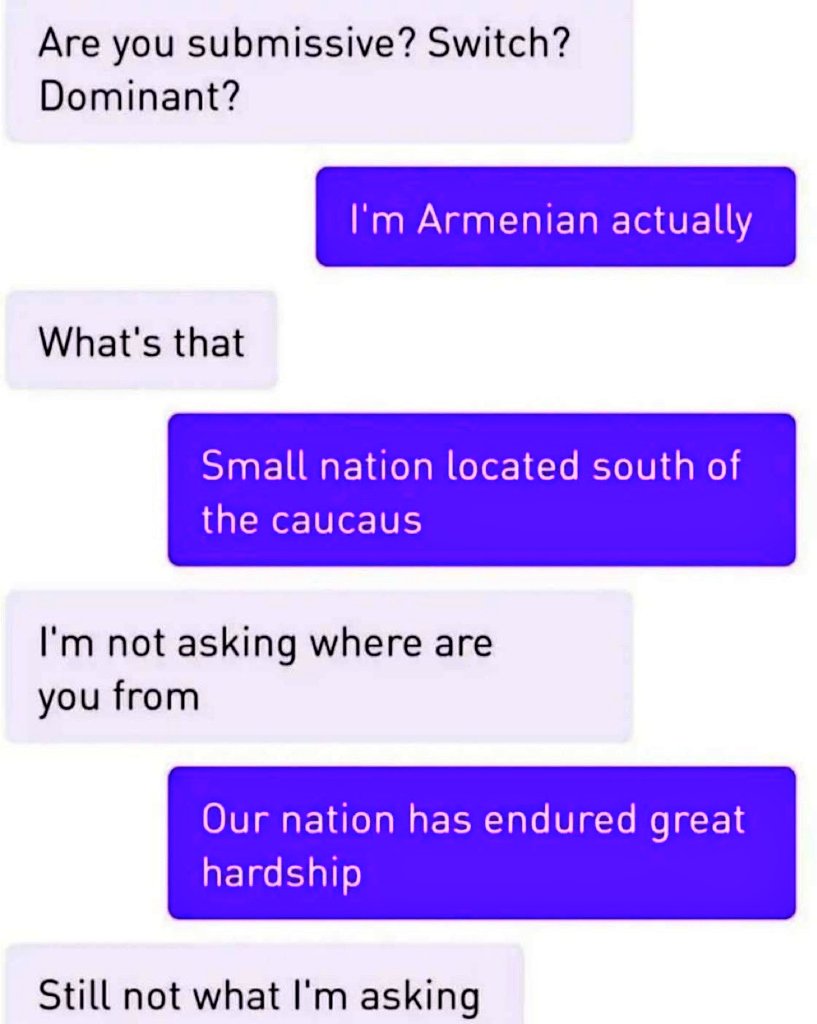 Are you submissive? Switch?
Dominant?
I'm Armenian actually
What's that
Small nation located south of
the caucaus
I'm not asking where are
you from
Our nation has endured great
hardship
Still not what I'm asking